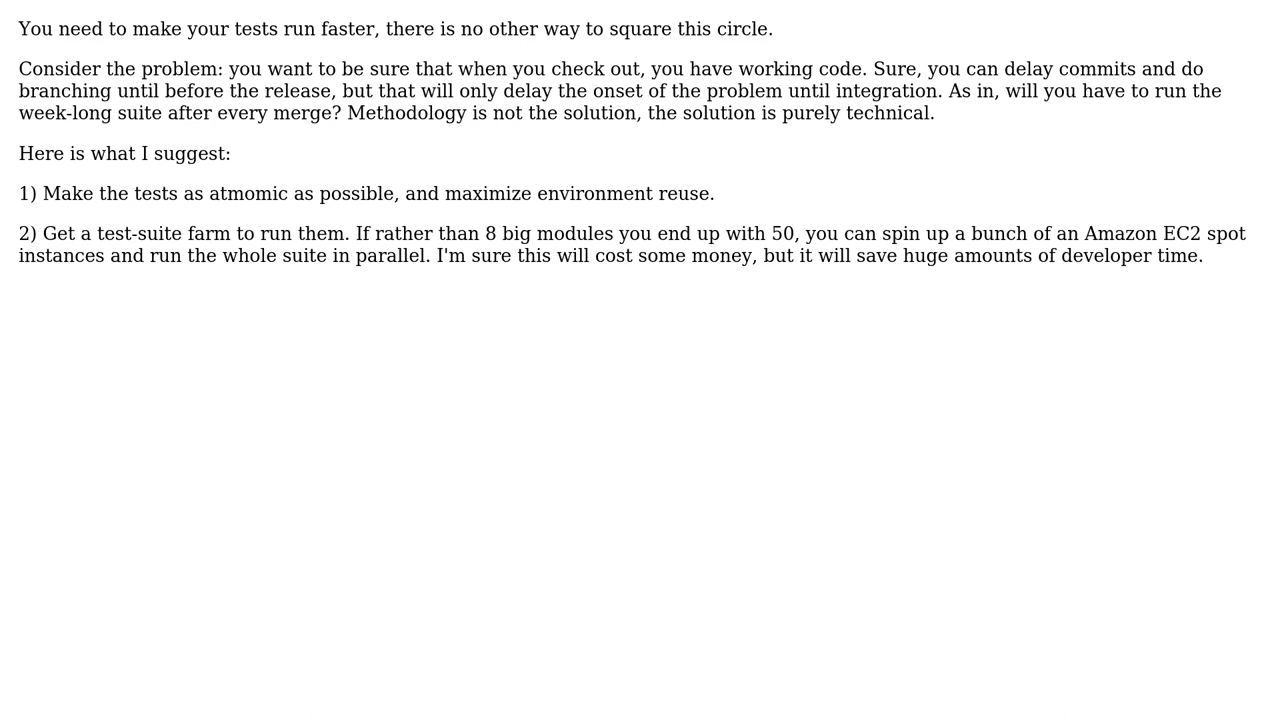 You need to make your tests run faster, there is no other way to square this circle.
Consider the problem: you want to be sure that when you check out, you have working code. Sure, you can delay commits and do
branching until before the release, but that will only delay the onset of the problem until integration. As in, will you have to run the
week-long suite after every merge? Methodology is not the solution, the solution is purely technical.
Here is what I suggest:
1) Make the tests as atmomic as possible, and maximize environment reuse.
2) Get a test-suite farm to run them. If rather than 8 big modules you end up with 50, you can spin up a bunch of an Amazon EC2 spot
instances and run the whole suite in parallel. I'm sure this will cost some money, but it will save huge amounts of developer time.